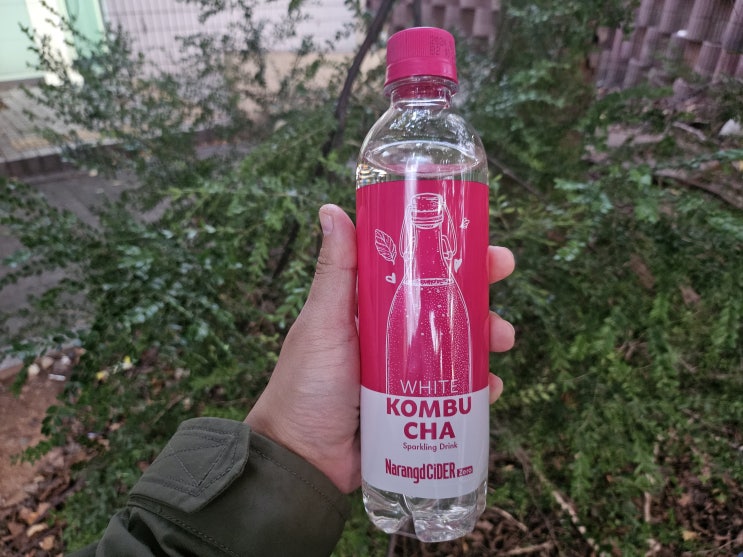 WHITE
KOMBU
CHA
Sparkling Drink
NarangdCiDER Zero